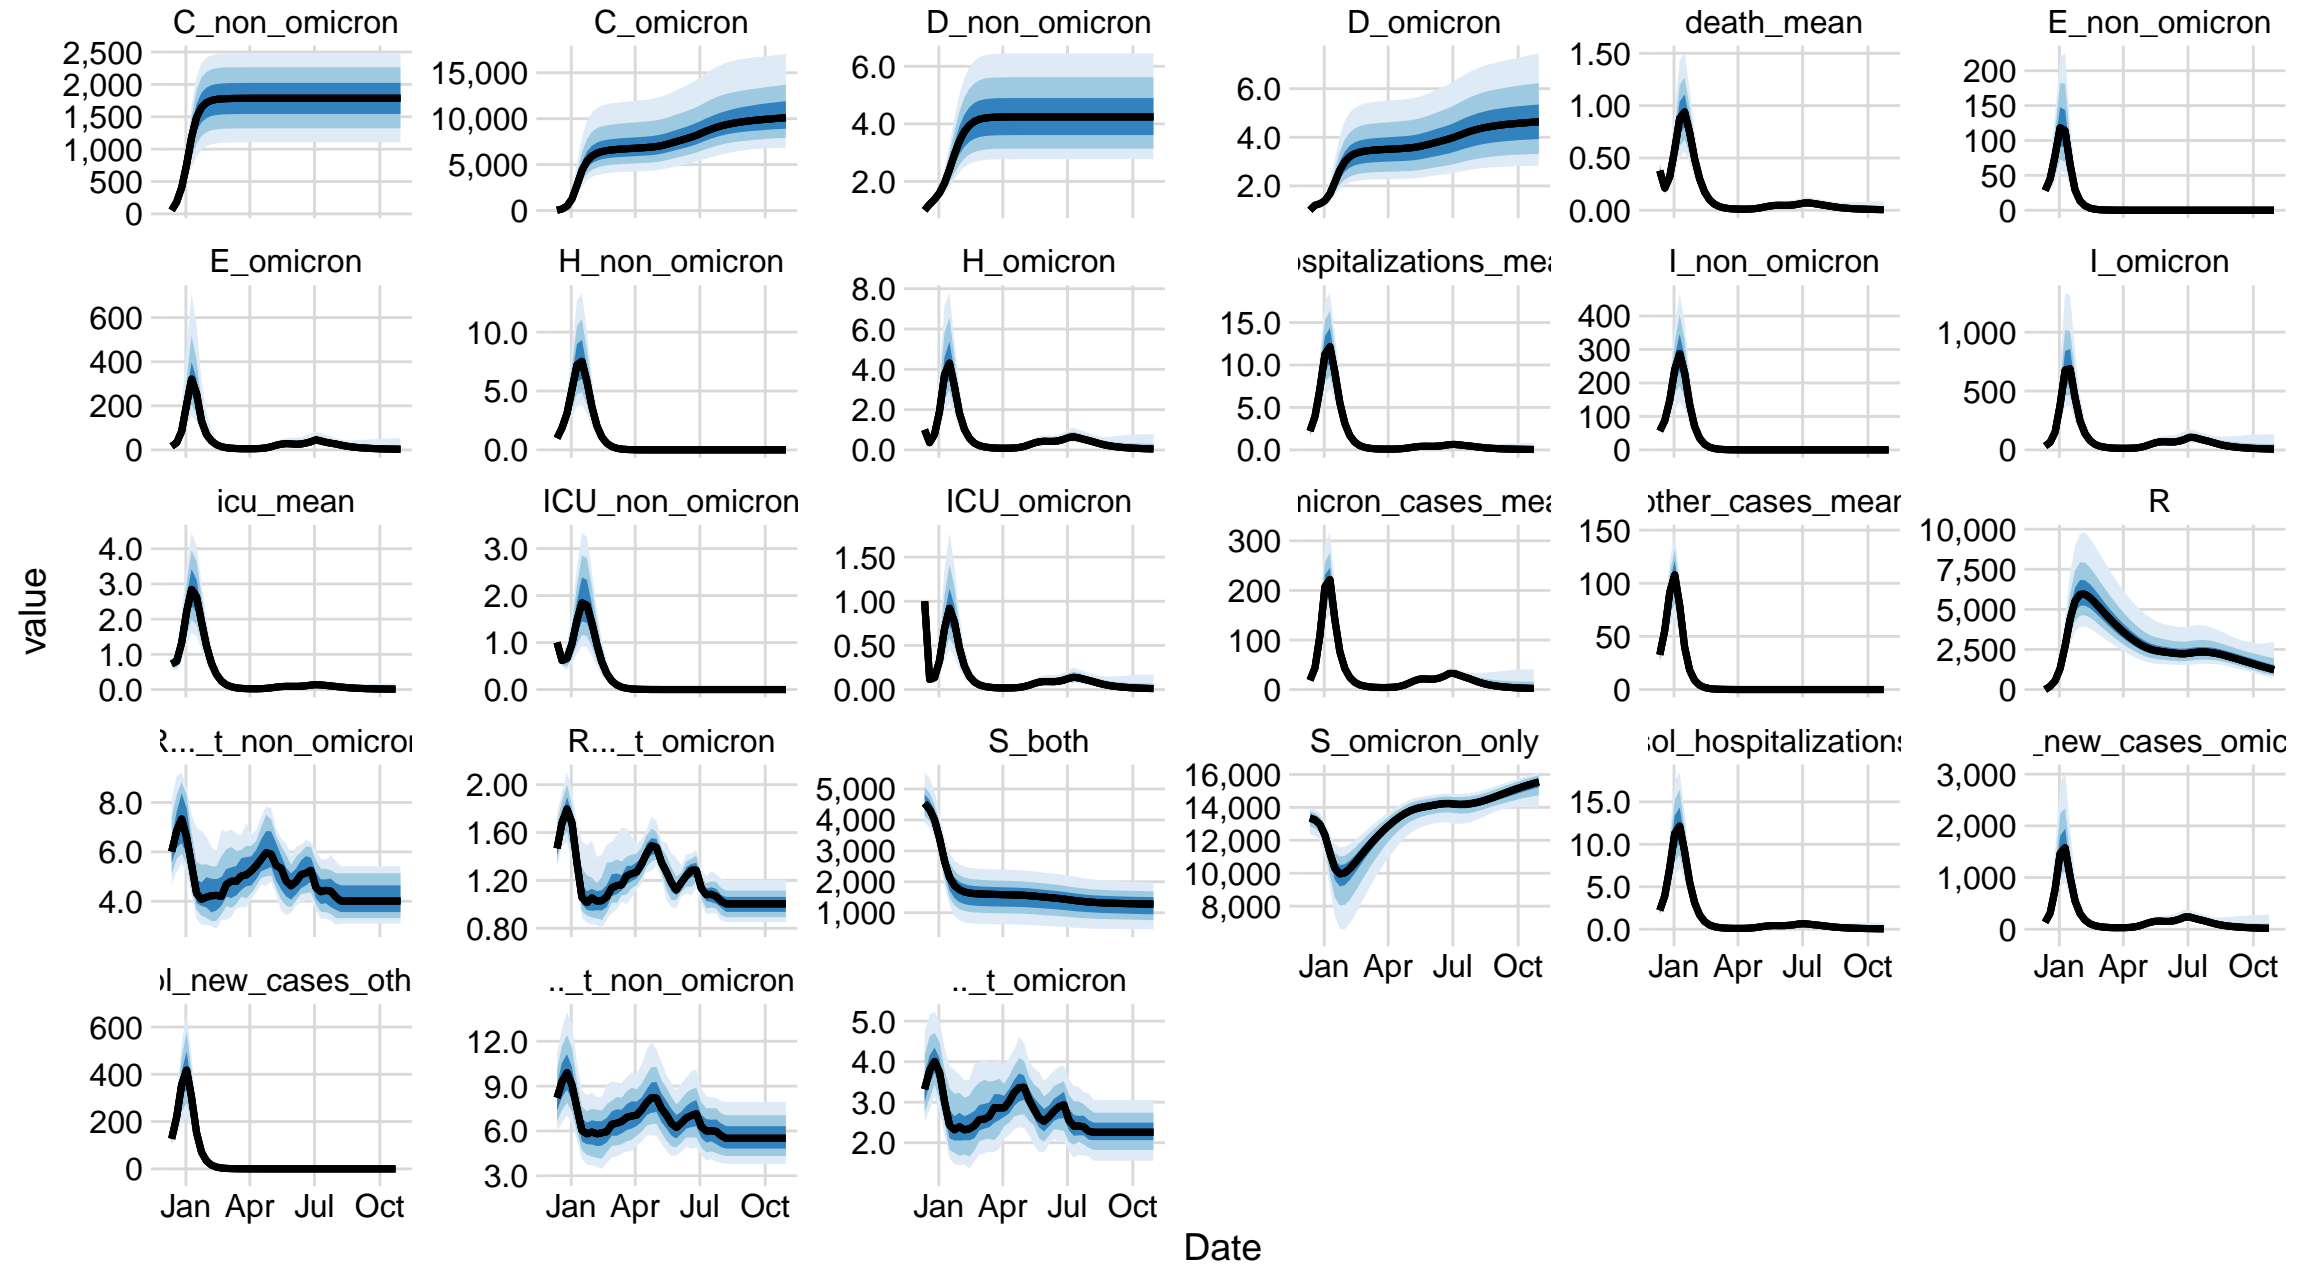 C_non_omicron C_omicron D_non_omicron D_omicron death_mean E_non_omicron
2,500 2,000 1,500 1,000 500 0
15,000 10,000 5,000 0
6.0 4.0 2.0
6.0 4.0 2.0
1.50 1.00 0.50 0.00
200 150 100 50 0
E_omicron H_non_omicron H_omicron ospitalizations_mea I_non_omicron I_omicron
600 400 200 0
10.0 5.0 0.0
8.0 6.0 4.0 2.0 0.0
15.0 10.0 5.0 0.0
400 300 200 100 0
1,000 500 0
icu_mean ICU_non_omicron ICU_omicron micron_cases_mea other_cases_mean R
4.0 3.0 2.0 1.0 0.0
3.0 2.0 1.0 0.0
1.50 1.00 0.50 0.00
300 200 100 0
150 100 50 0
10,000 7,500 5,000 2,500 0
R..._t_non_omicron R..._t_omicron S_both S_omicron_only sol_hospitalizations _new_cases_omic
8.0 6.0 4.0
2.00 1.60 1.20 0.80
5,000 4,000 3,000 2,000 1,000
16,000 14,000 12,000 10,000 8,000
15.0 10.0 5.0 0.0
3,000 2,000 1,000 0
Jan Apr Jul Oct Jan Apr Jul Oct Jan Apr Jul Oct
ol_new_cases_oth .._t_non_omicron .._t_omicron
600 400 200 0
12.0 9.0 6.0 3.0
5.0 4.0 3.0 2.0
Jan Apr Jul Oct Jan Apr Jul Oct Jan Apr Jul Oct
value
Date